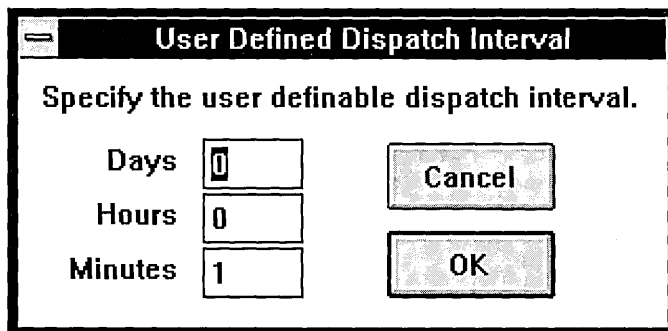 User Defined Dispatch Interval
Specify the user definable dispatch interval.
Days 0
Hours 0
Minutes 1
Cancel
OK